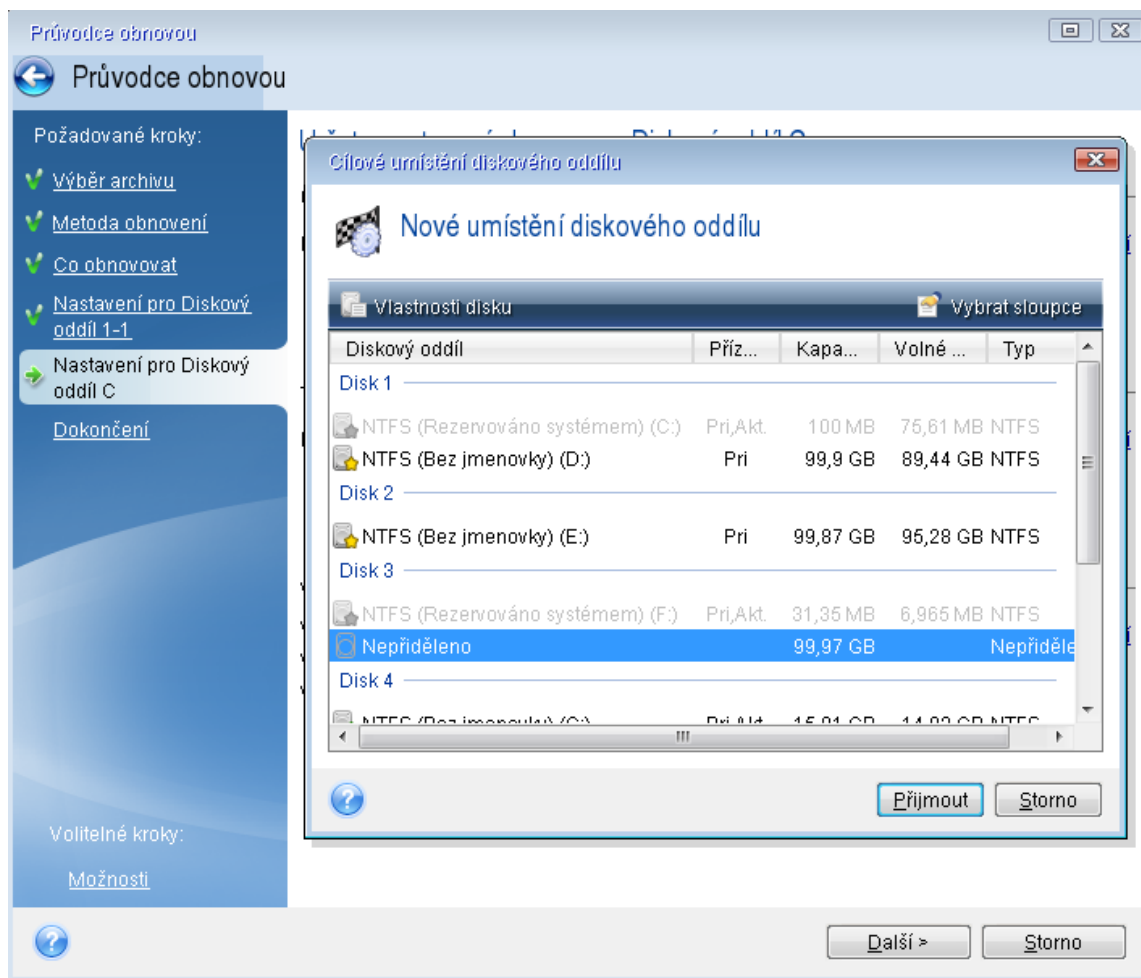 Průvodce obnovou
Průvodce obnovou
Požadované kroky:
Výběr archivu
Metoda obnovení
Co obnovovat
Nastavení pro Diskový
oddíl 1-1
Nastavení pro Diskový
oddíl C
Dokončení
Volitelné kroky:
Možnosti
Cílové umístění diskového oddílu
Nové umístění diskového oddílu
Vlastnosti disku Vybrat sloupce
Diskový oddíl Příz... Kapa... Volné ... Typ
Disk 1
NTFS (Rezervováno systémem) (C:) Pri,Akt. 100 MB 75,61 MB NTFS
NTFS (Bez jmenovky) (D:) Pri 99,9 GB 89,44 GB NTFS
Disk 2
NTFS (Bez jmenovky) (E:) Pri 99,87 GB 95,28 GB NTFS
Disk 3
NTFS (Rezervováno systémem) (F:) Pri,Akt. 31,35 MB 6,965 MB NTFS
Nepřiděleno 99,97 GB Nepřiděle
Disk 4
Přijmout Storno
Další > Storno